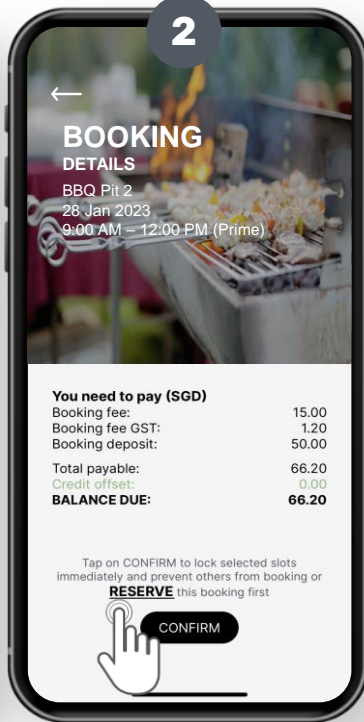 2
BOOKING
DETAILS
BBQ Pit 2
28 Jan 2023
9:00 AM – 12:00 PM (Prime)
You need to pay (SGD)
Booking fee: 15.00
Booking fee GST: 1.20
Booking deposit: 50.00
Total payable: 66.20
Credit offset: 0.00
BALANCE DUE: 66.20
Tap on CONFIRM to lock selected slots
immediately and prevent others from booking or
RESERVE this booking first
CONFIRM